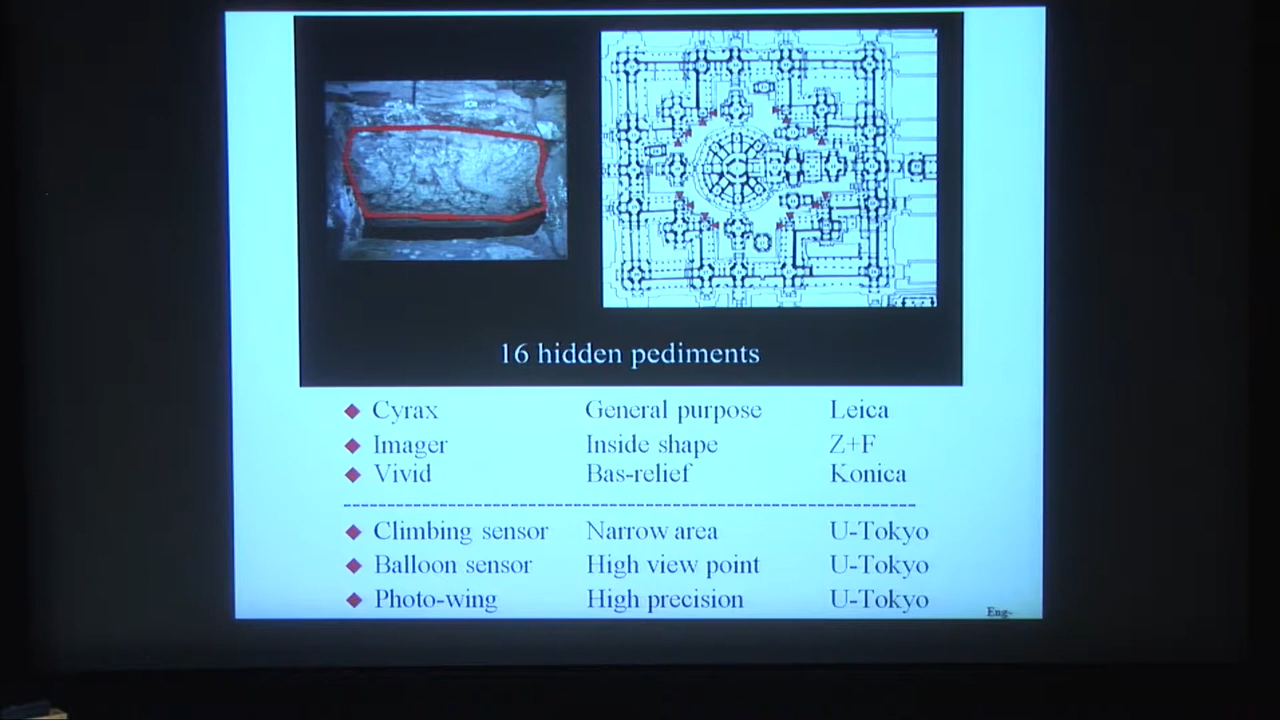 16 hidden pediments
Cyrax General purpose Leica
Imager Inside shape Z+F
Vivid Bas-relief Konica
Climbing sensor Narrow area U-Tokyo
Balloon sensor High view point U-Tokyo
Photo-wing High precision U-Tokyo
Eng-